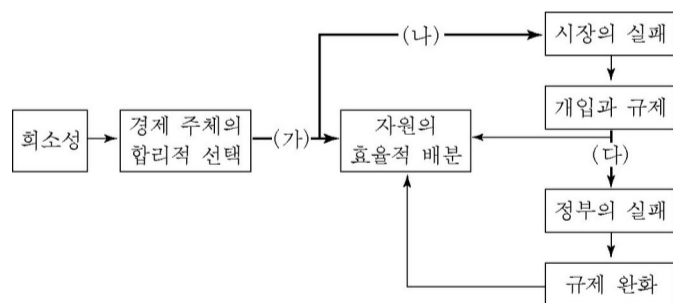 (나)
시장의 실패
개입과 규제
희소성
경제 주체의
합리적 선택
(가)
자원의
효율적 배분
(다)
정부의 실패
규제 완화